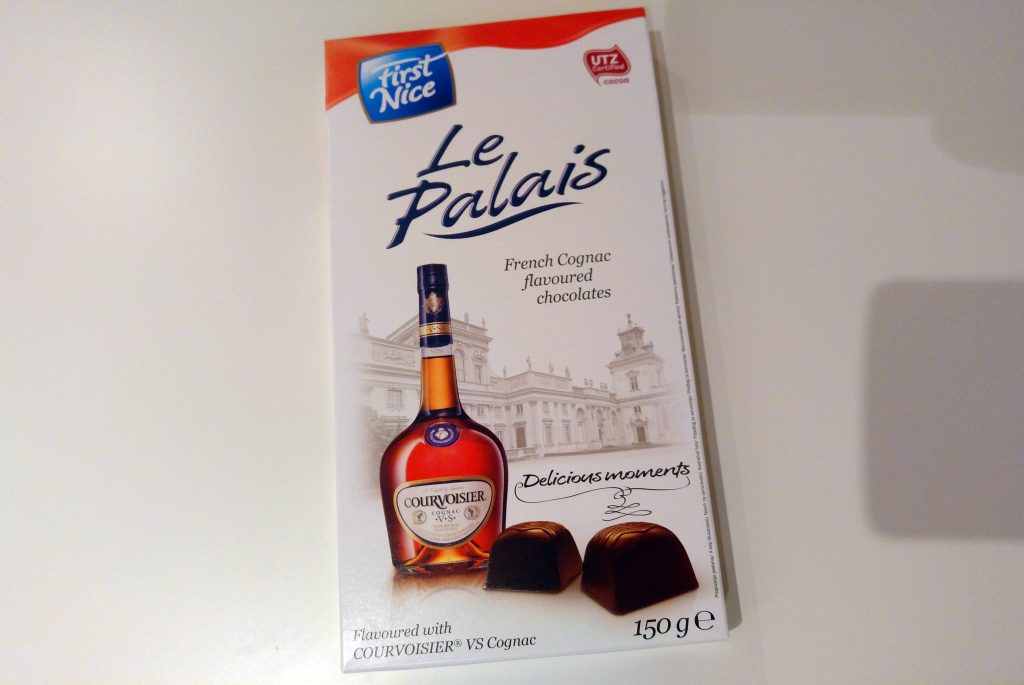 First
Nice
UTZ
Certified
cocoa
Le
Palais
French Cognac
flavoured
chocolates
V·S
COURVOISIER
COGNAC
·V·S·
Delicious moments
Flavoured with
COURVOISIER® VS Cognac
150 g ℮